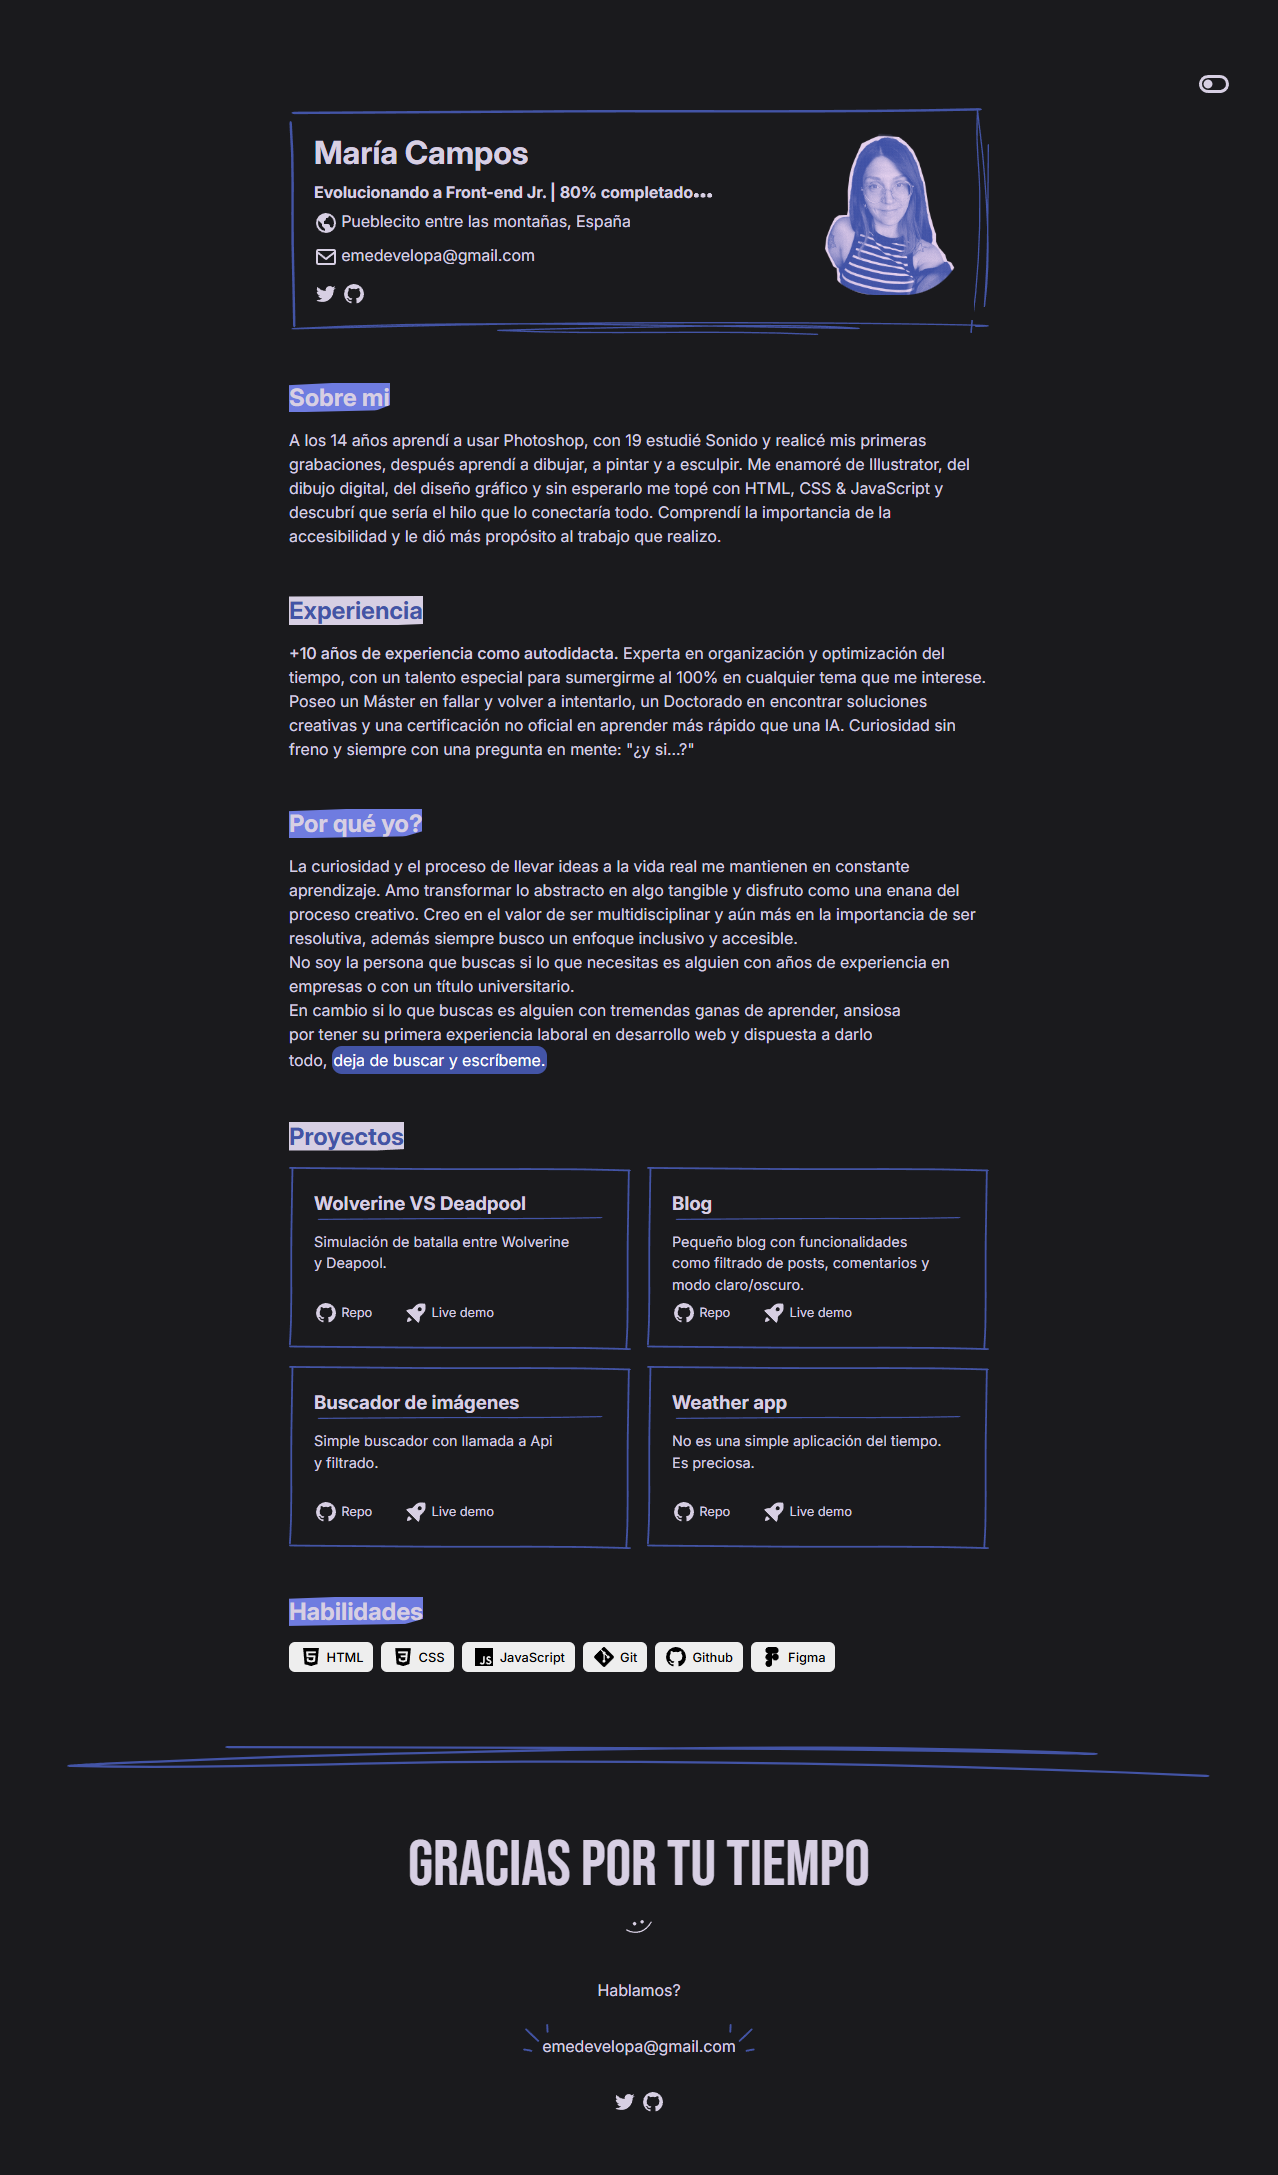 María Campos
Evolucionando a Front-end Jr. | 80% completado...
Pueblecito entre las montañas, España
emedevelopa@gmail.com
Sobre mi
A los 14 años aprendí a usar Photoshop, con 19 estudié Sonido y realicé mis primeras
grabaciones, después aprendí a dibujar, a pintar y a esculpir. Me enamoré de Illustrator, del
dibujo digital, del diseño gráfico y sin esperarlo me topé con HTML, CSS & JavaScript y
descubrí que sería el hilo que lo conectaría todo. Comprendí la importancia de la
accesibilidad y le dió más propósito al trabajo que realizo.
Experiencia
+10 años de experiencia como autodidacta. Experta en organización y optimización del
tiempo, con un talento especial para sumergirme al 100% en cualquier tema que me interese.
Poseo un Máster en fallar y volver a intentarlo, un Doctorado en encontrar soluciones
creativas y una certificación no oficial en aprender más rápido que una IA. Curiosidad sin
freno y siempre con una pregunta en mente: "¿y si...?"
Por qué yo?
La curiosidad y el proceso de llevar ideas a la vida real me mantienen en constante
aprendizaje. Amo transformar lo abstracto en algo tangible y disfruto como una enana del
proceso creativo. Creo en el valor de ser multidisciplinar y aún más en la importancia de ser
resolutiva, además siempre busco un enfoque inclusivo y accesible.
No soy la persona que buscas si lo que necesitas es alguien con años de experiencia en
empresas o con un título universitario.
En cambio si lo que buscas es alguien con tremendas ganas de aprender, ansiosa
por tener su primera experiencia laboral en desarrollo web y dispuesta a darlo
todo, deja de buscar y escríbeme.
Proyectos
Wolverine VS Deadpool
Simulación de batalla entre Wolverine
y Deapool.
Repo Live demo
Blog
Pequeño blog con funcionalidades
como filtrado de posts, comentarios y
modo claro/oscuro.
Repo Live demo
Buscador de imágenes
Simple buscador con llamada a Api
y filtrado.
Repo Live demo
Weather app
No es una simple aplicación del tiempo.
Es preciosa.
Repo Live demo
Habilidades
HTML CSS JavaScript Git Github Figma
GRACIAS POR TU TIEMPO
Hablamos?
emedevelopa@gmail.com